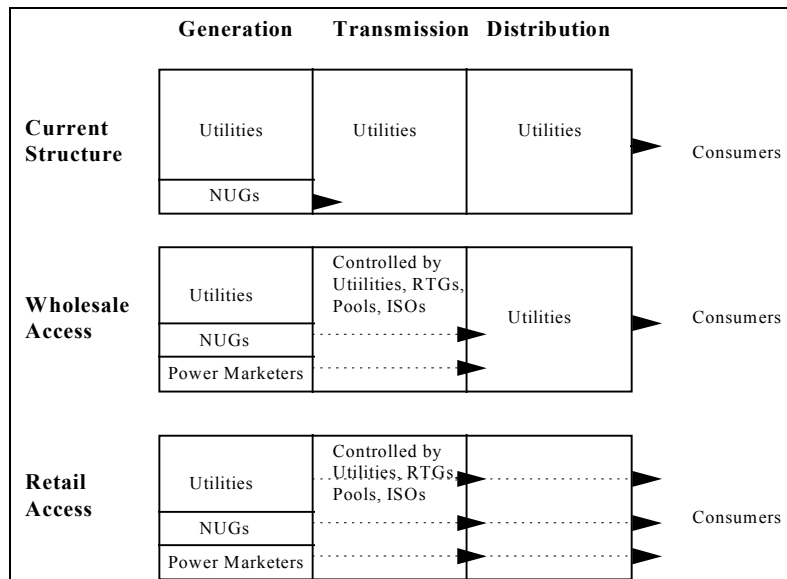 Generation Transmission Distribution
Current
Structure
Utilities
NUGs
Utilities
Utilities
Consumers
Wholesale
Access
Utilities
NUGs
Power Marketers
Controlled by
Utiilities, RTGs,
Pools, ISOs
Utilities
Consumers
Retail
Access
Utilities
NUGs
Power Marketers
Controlled by
Utilities, RTGs,
Pools, ISOs
Consumers